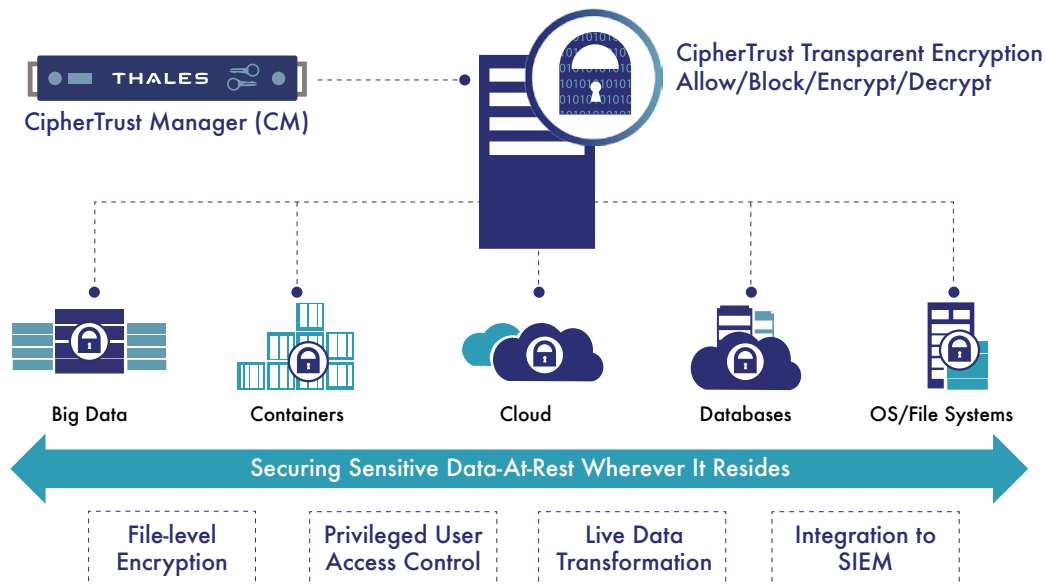 THALES
CipherTrust Manager (CM)
CipherTrust Transparent Encryption
Allow/Block/Encrypt/Decrypt
Big Data
Containers
Cloud
Databases
OS/File Systems
Securing Sensitive Data-At-Rest Wherever It Resides
File-level
Encryption
Privileged User
Access Control
Live Data
Transformation
Integration to
SIEM